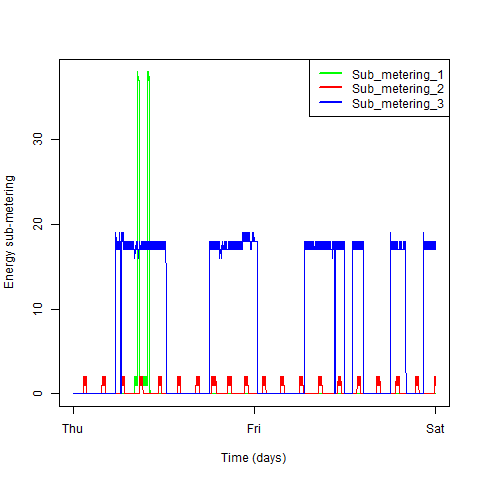 Sub_metering_1
Sub_metering_2
Sub_metering_3
Energy sub-metering
30
20
10
0
Thu Fri Sat
Time (days)